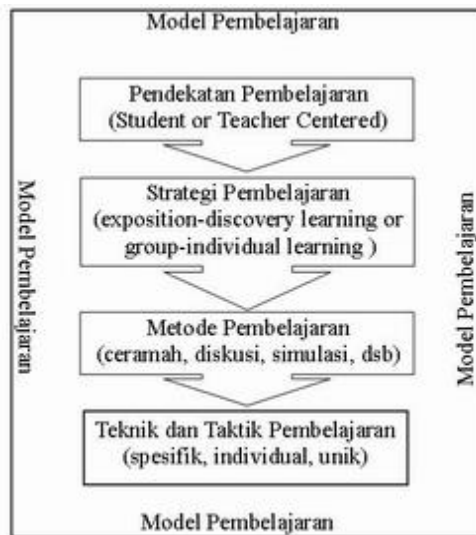 Model Pembelajaran
Pendekatan Pembelajaran
(Student or Teacher Centered)
Strategi Pembelajaran
(exposition-discovery learning or
group-individual learning )
Model Pembelajaran
Model Pembelajaran
Metode Pembelajaran
(ceramah, diskusi, simulasi, dsb)
Teknik dan Taktik Pembelajaran
(spesifik, individual, unik)
Model Pembelajaran